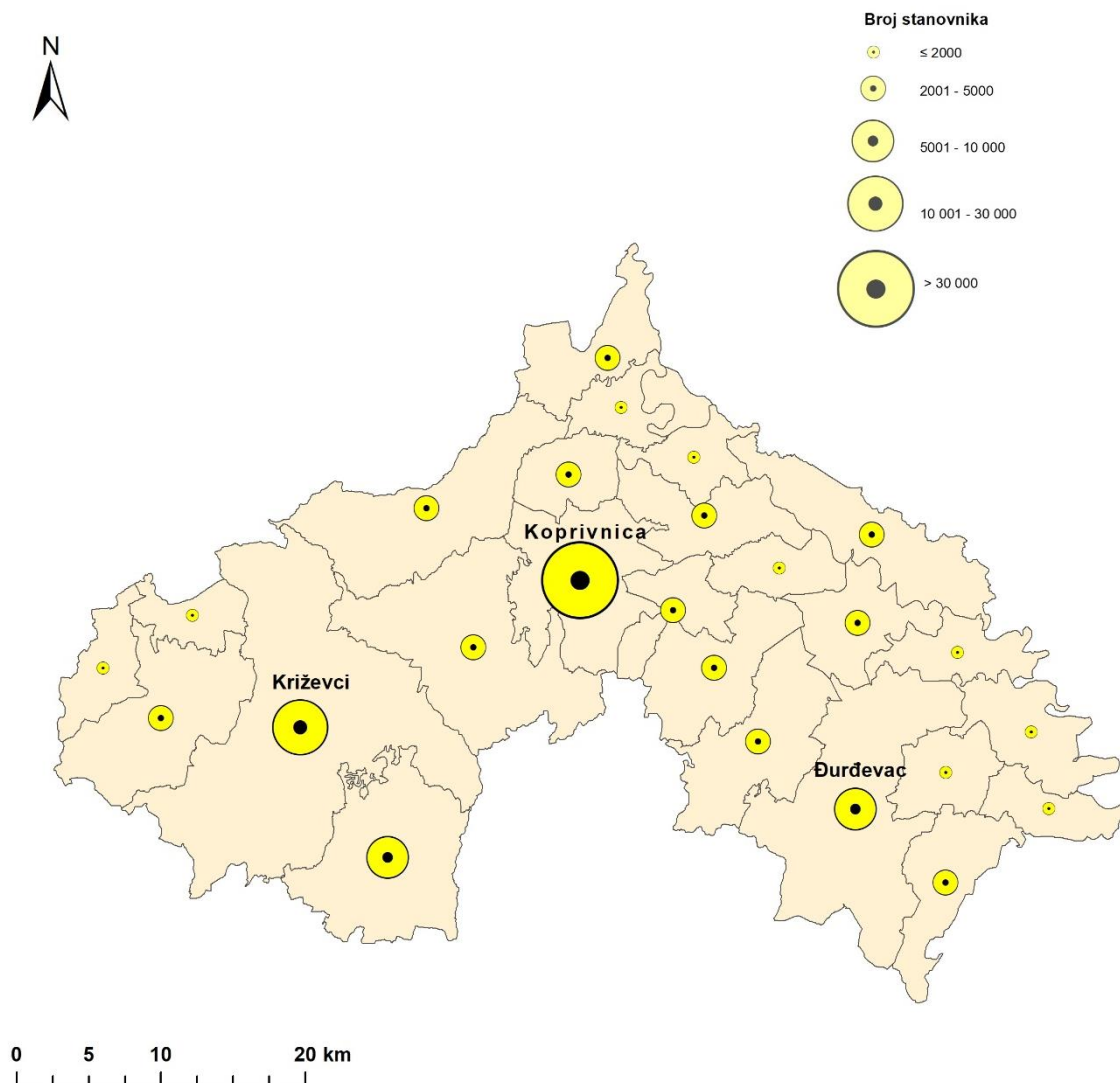 Broj stanovnika
N
≤ 2000
2001 - 5000
5001 - 10 000
10 001 - 30 000
> 30 000
Koprivnica
Križevci
Đurđevac
0 5 10 20 km